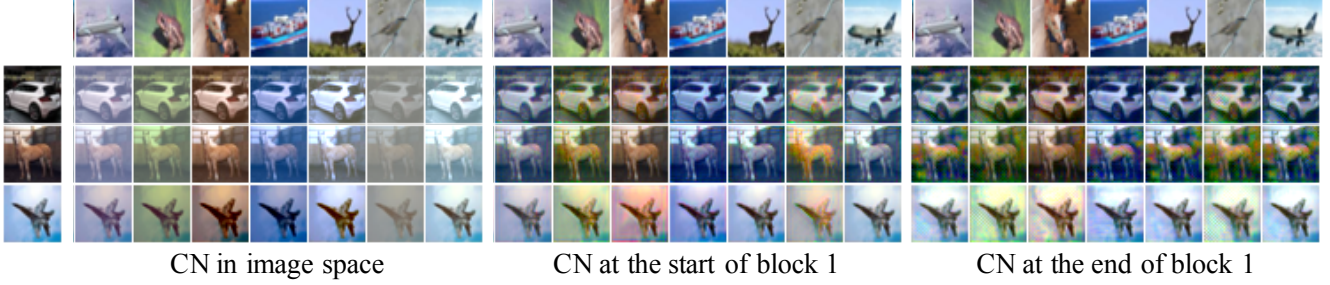 CN in image space
CN at the start of block 1
CN at the end of block 1